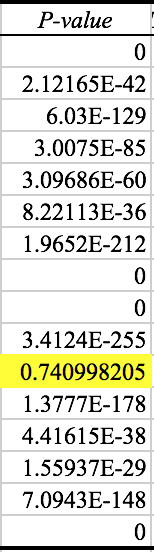 P-value
0
2.12165E-42
6.03E-129
3.0075E-85
3.09686E-60
8.22113E-36
1.9652E-212
0
0
3.4124E-255
0.740998205
1.3777E-178
4.41615E-38
1.55937E-29
7.0943E-148
0